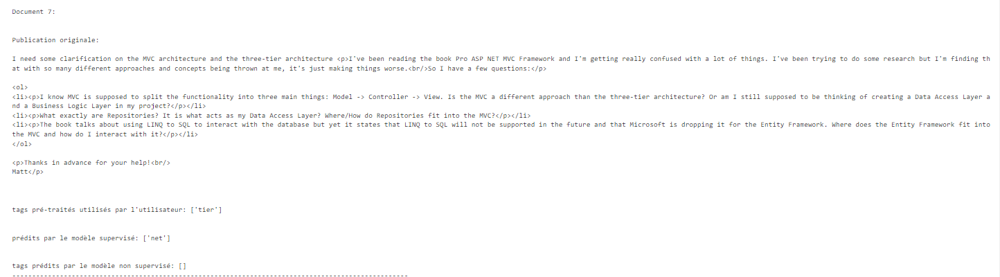 Document 7:
Publication originale:
I need some clarification on the MVC architecture and the three-tier architecture <p>I've been reading the book Pro ASP NET MVC Framework and I'm getting really confused with a lot of things. I've been trying to do some research but I'm finding th
at with so many different approaches and concepts being thrown at me, it's just making things worse.<br/>So I have a few questions:</p>
<ol>
<li><p>I know MVC is supposed to split the functionality into three main things: Model -> Controller -> View. Is the MVC a different approach than the three-tier architecture? Or am I still supposed to be thinking of creating a Data Access Layer a
nd a Business Logic Layer in my project?</p></li>
<li><p>What exactly are Repositories? It is what acts as my Data Access Layer? Where/How do Repositories fit into the MVC?</p></li>
<li><p>The book talks about using LINQ to SQL to interact with the database but yet it states that LINQ to SQL will not be supported in the future and that Microsoft is dropping it for the Entity Framework. Where does the Entity Framework fit into
the MVC and how do I interact with it?</p></li>
</ol>
<p>Thanks in advance for your help!<br/>
Matt</p>
tags pré-traités utilisés par l'utilisateur: ['tier']
prédits par le modèle supervisé: ['net']
tags prédits par le modèle non supervisé: []
----------------------------------------------------------------------------------------------------